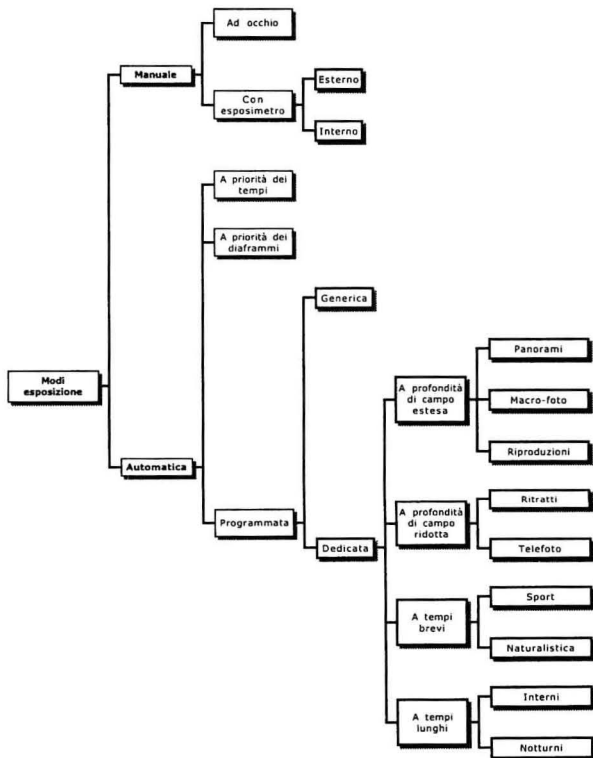 Ad occhio
Manuale
Con
esposimetro
Esterno
Interno
A priorità dei
tempi
A priorità dei
diaframmi
Generica
Modi
esposizione
Automatica
Programmata
Dedicata
A profondità
di campo
estesa
Panorami
Macro-foto
Riproduzioni
A profondità
di campo
ridotta
Ritratti
Telefoto
A tempi
brevi
Sport
Naturalistica
A tempi
lunghi
Interni
Notturni